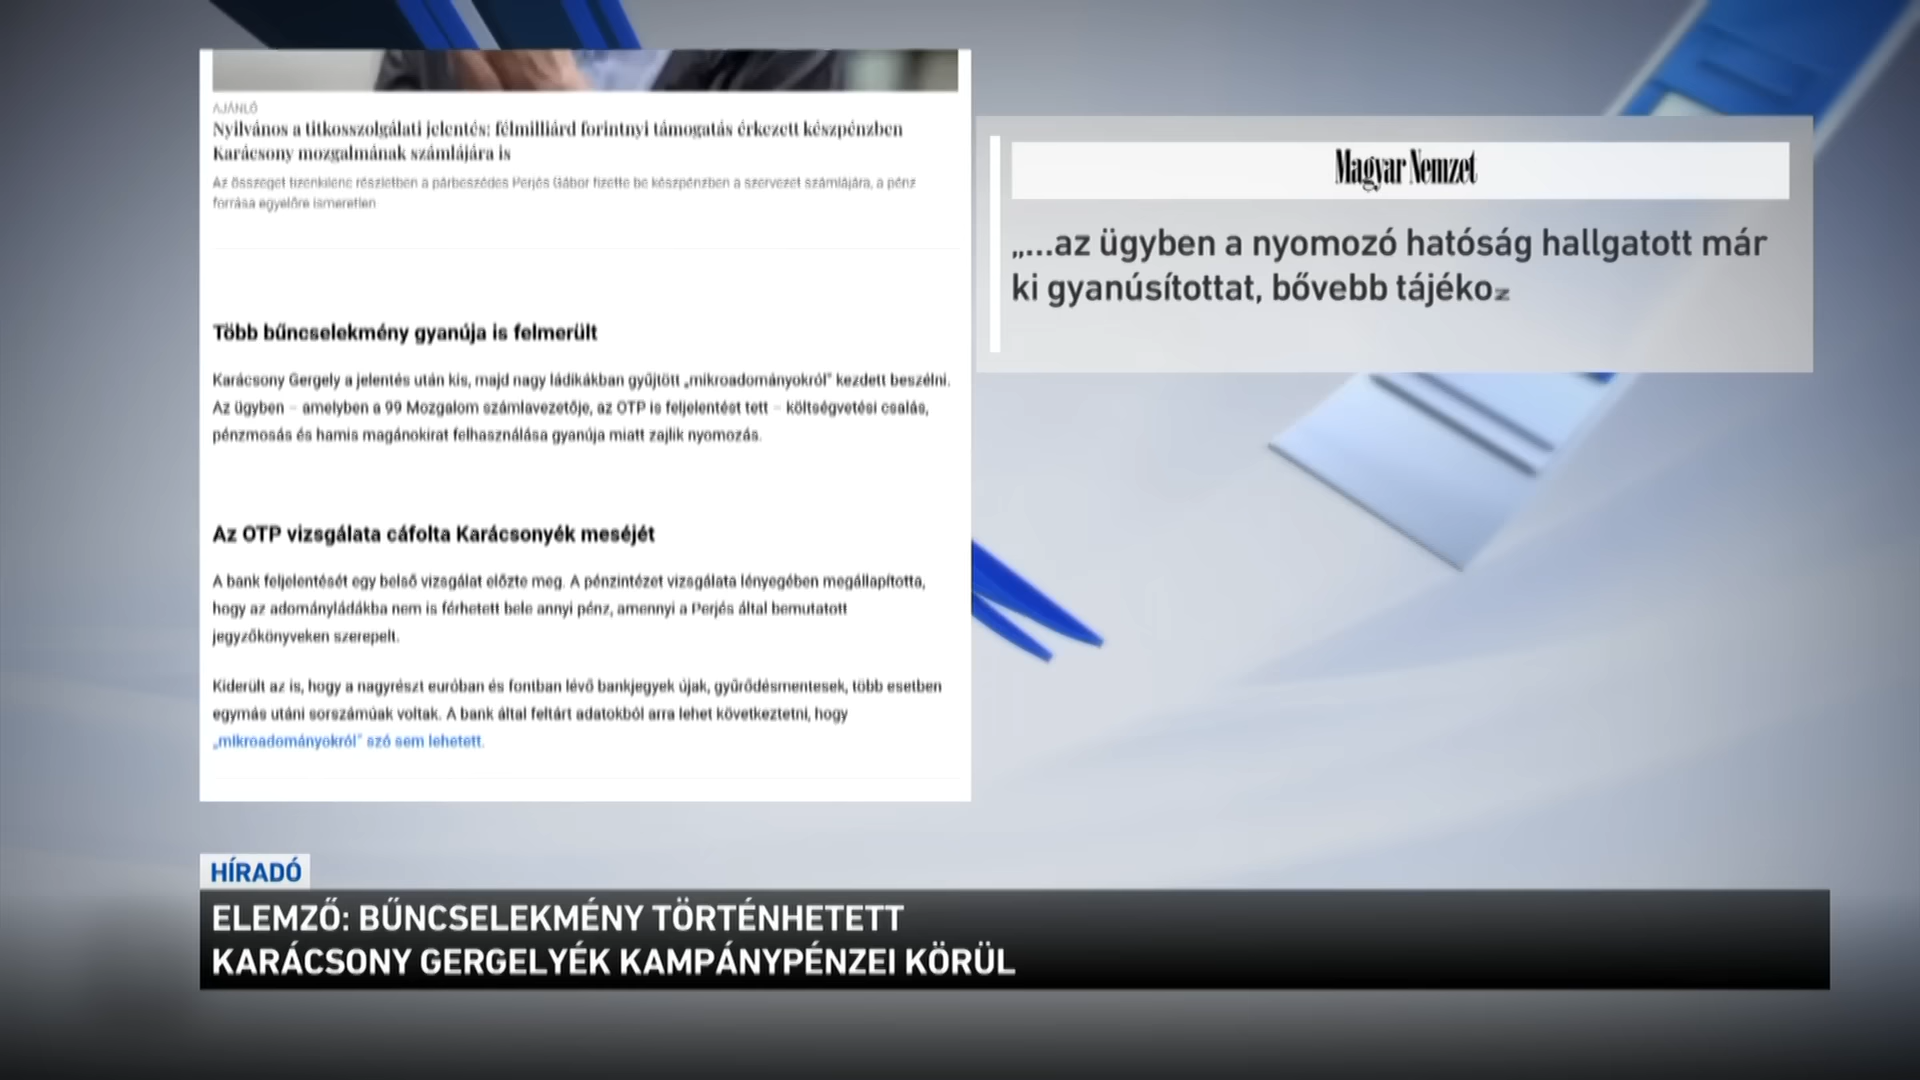 AJÁNLÓ
Nyilvános a titkosszolgálati jelentés: félmilliárd forintnyi támogatás érkezett készpénzben
Karácsony mozgalmának számlájára is
Az összeget tizenkilenc részletben a párbeszédes Perjés Gábor fizette be készpénzben a szervezet számlájára, a pénz
forrása egyelőre ismeretlen
Több bűncselekmény gyanúja is felmerült
Karácsony Gergely a jelentés után kis, majd nagy ládikákban gyűjtött „mikroadományokról” kezdett beszélni.
Az ügyben – amelyben a 99 Mozgalom számlavezetője, az OTP is feljelentést tett – költségvetési csalás,
pénzmosás és hamis magánokirat felhasználása gyanúja miatt zajlik nyomozás.
Az OTP vizsgálata cáfolta Karácsonyék meséjét
A bank feljelentését egy belső vizsgálat előzte meg. A pénzintézet vizsgálata lényegében megállapította,
hogy az adományládákba nem is férhetett bele annyi pénz, amennyi a Perjés által bemutatott
jegyzőkönyveken szerepelt.
Kiderült az is, hogy a nagyrészt euróban és fontban lévő bankjegyek újak, gyűrődésmentesek, több esetben
egymás utáni sorszámúak voltak. A bank által feltárt adatokból arra lehet következtetni, hogy
„mikroadományokról” szó sem lehetett.
Magyar Nemzet
„...az ügyben a nyomozó hatóság hallgatott már
ki gyanúsítottat, bővebb tájékoz
HÍRADÓ
ELEMZŐ: BŰNCSELEKMÉNY TÖRTÉNHETETT
KARÁCSONY GERGELYÉK KAMPÁNYPÉNZEI KÖRÜL